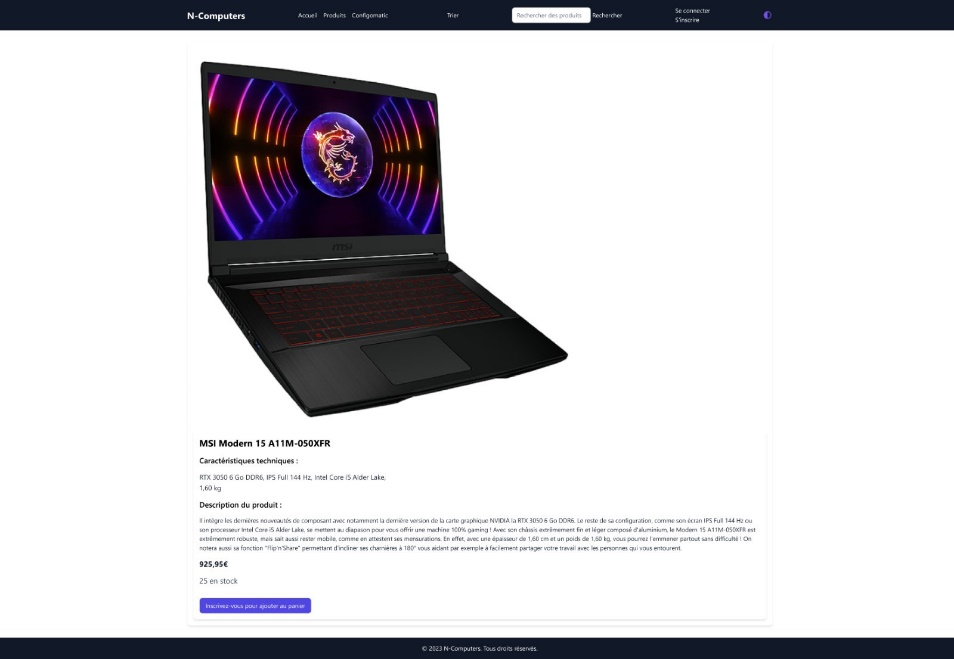 N-Computers
Accueil Produits Configomatic
Trier
Rechercher des produits Rechercher
Se connecter
S'inscrire
msi
MSI Modern 15 A11M-050XFR
Caractéristiques techniques :
RTX 3050 6 Go DDR6, IPS Full 144 Hz, Intel Core i5 Alder Lake,
1,60 kg
Description du produit :
Il intègre les dernières nouveautés de composant avec notamment la dernière version de la carte graphique NVIDIA la RTX 3050 6 Go DDR6. Le reste de sa configuration, comme son écran IPS Full 144 Hz ou
son processeur Intel Core i5 Alder Lake, se mettent au diapason pour vous offrir une machine 100% gaming ! Avec son châssis extrêmement fin et léger composé d'aluminium, le Modern 15 A11M-050XFR est
extrêmement robuste, mais sait aussi rester mobile, comme en attestent ses mensurations. En effet, avec une épaisseur de 1,60 cm et un poids de 1,60 kg, vous pourrez l'emmener partout sans difficulté ! On
notera aussi sa fonction "Flip'n'Share" permettant d'incliner ses charnières à 180° vous aidant par exemple à facilement partager votre travail avec les personnes qui vous entourent.
925,95€
25 en stock
Inscrivez-vous pour ajouter au panier
© 2023 N-Computers. Tous droits réservés.